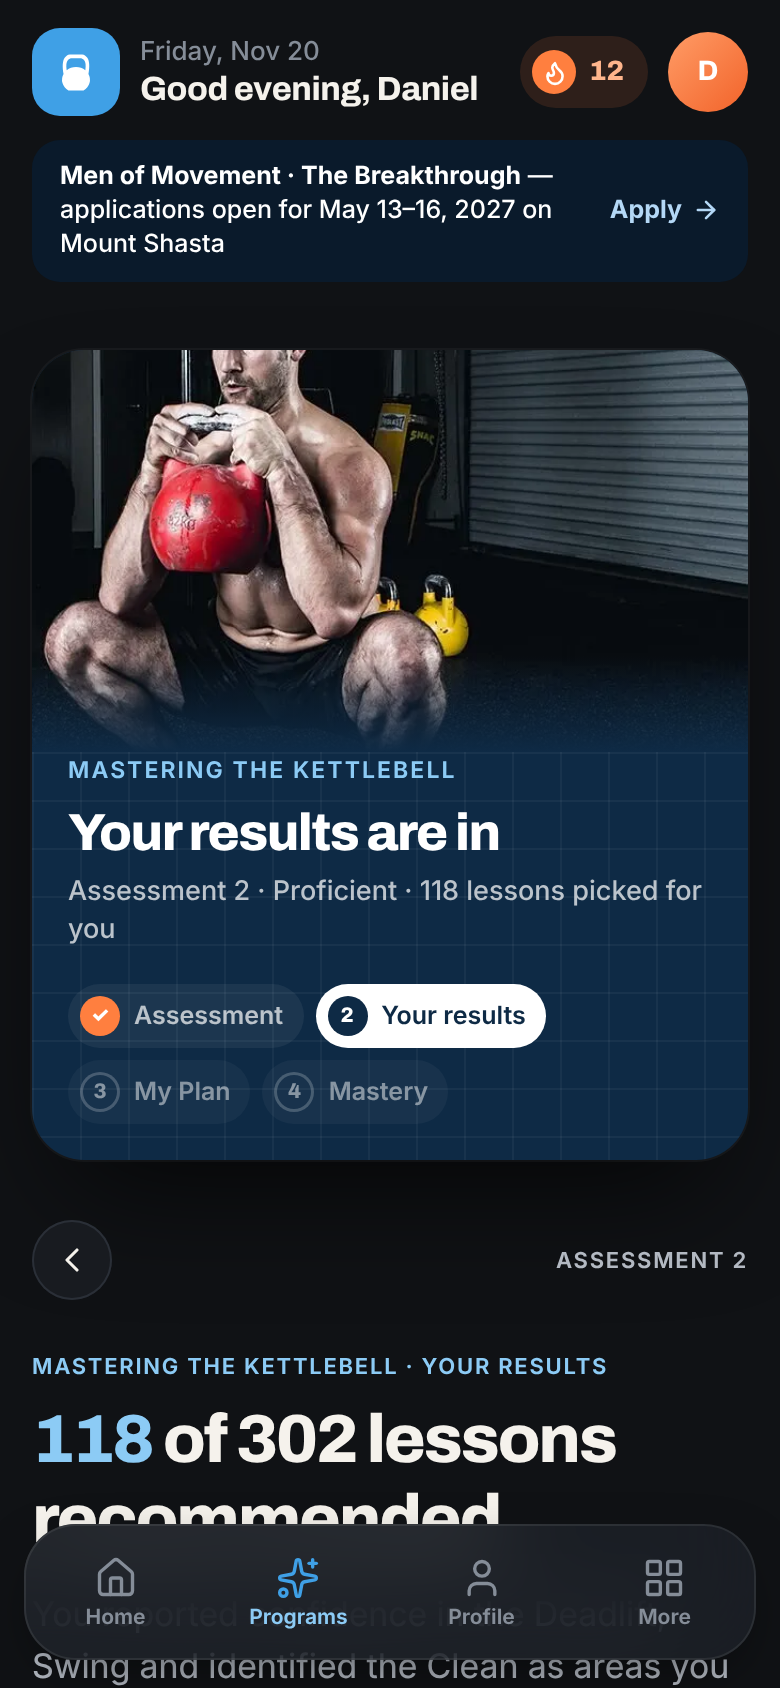 Friday, Nov 20
Good evening, Daniel
12
D
Men of Movement · The Breakthrough —
applications open for May 13–16, 2027 on
Mount Shasta
Apply →
MASTERING THE KETTLEBELL
Your results are in
Assessment 2 · Proficient · 118 lessons picked for
you
Assessment
2 Your results
3 My Plan
4 Mastery
ASSESSMENT 2
MASTERING THE KETTLEBELL · YOUR RESULTS
118 of 302 lessons
recommended
Home
Programs
Profile
More
Swing and identified the Clean as areas you